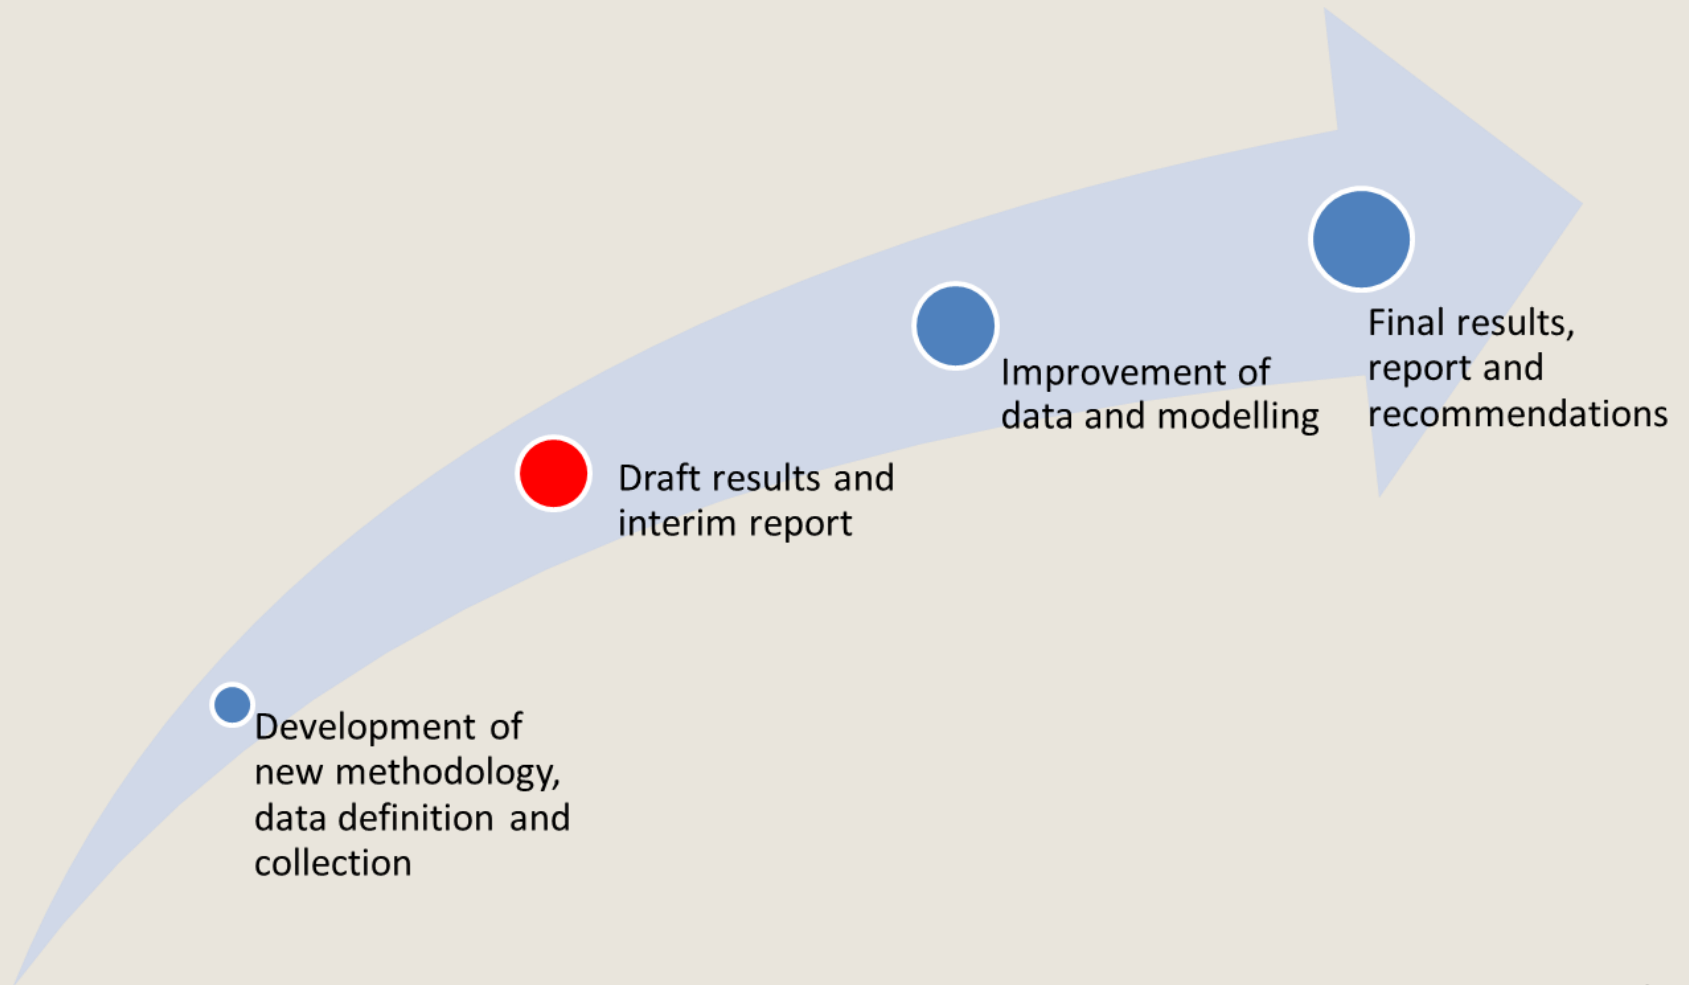 Development of
new methodology,
data definition and
collection
Draft results and
interim report
Improvement of
data and modelling
Final results,
report and
recommendations